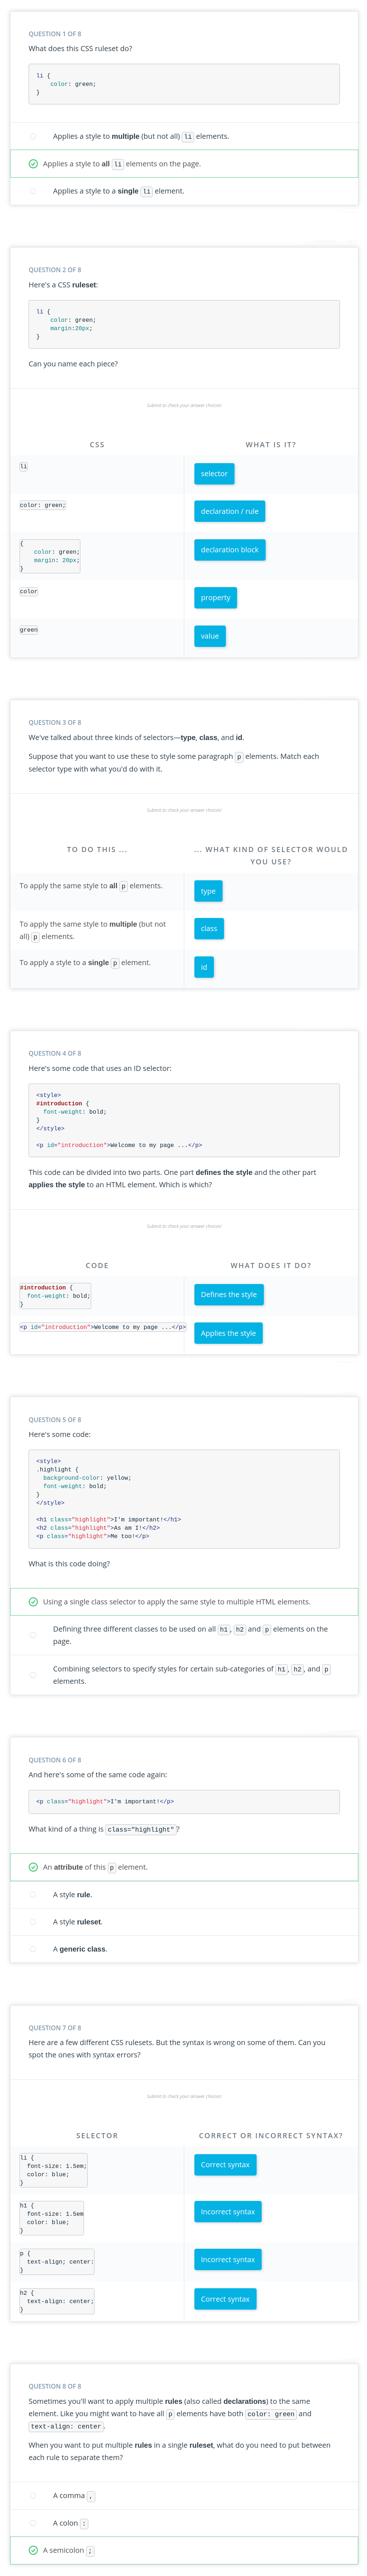 QUESTION 1 OF 8
What does this CSS ruleset do?
li {
color: green;
}
Applies a style to multiple (but not all) li elements.
Applies a style to all li elements on the page.
Applies a style to a single li element.
QUESTION 2 OF 8
Here's a CSS ruleset:
li {
color: green;
margin:20px;
}
Can you name each piece?
Submit to check your answer choices!
CSS WHAT IS IT?
li selector
color: green; declaration / rule
{
color: green;
margin: 20px;
}
declaration block
color property
green value
QUESTION 3 OF 8
We've talked about three kinds of selectors—type, class, and id.
Suppose that you want to use these to style some paragraph p elements. Match each
selector type with what you'd do with it.
Submit to check your answer choices!
TO DO THIS ... ... WHAT KIND OF SELECTOR WOULD
YOU USE?
To apply the same style to all p elements. type
To apply the same style to multiple (but not
all) p elements.
class
To apply a style to a single p element. id
QUESTION 4 OF 8
Here's some code that uses an ID selector:
<style>
#introduction {
font-weight: bold;
}
</style>
<p id="introduction">Welcome to my page ...</p>
This code can be divided into two parts. One part defines the style and the other part
applies the style to an HTML element. Which is which?
Submit to check your answer choices!
CODE WHAT DOES IT DO?
#introduction {
font-weight: bold;
}
Defines the style
<p id="introduction">Welcome to my page ...</p> Applies the style
QUESTION 5 OF 8
Here's some code:
<style>
.highlight {
background-color: yellow;
font-weight: bold;
}
</style>
<h1 class="highlight">I'm important!</h1>
<h2 class="highlight">As am I!</h2>
<p class="highlight">Me too!</p>
What is this code doing?
Using a single class selector to apply the same style to multiple HTML elements.
Defining three different classes to be used on all h1, h2 and p elements on the
page.
Combining selectors to specify styles for certain sub-categories of h1, h2, and p
elements.
QUESTION 6 OF 8
And here's some of the same code again:
<p class="highlight">I'm important!</p>
What kind of a thing is class="highlight"?
An attribute of this p element.
A style rule.
A style ruleset.
A generic class.
QUESTION 7 OF 8
Here are a few different CSS rulesets. But the syntax is wrong on some of them. Can you
spot the ones with syntax errors?
Submit to check your answer choices!
SELECTOR CORRECT OR INCORRECT SYNTAX?
li {
font-size: 1.5em;
color: blue;
}
Correct syntax
h1 {
font-size: 1.5em
color: blue;
}
Incorrect syntax
p {
text-align; center:
}
Incorrect syntax
h2 {
text-align: center;
}
Correct syntax
QUESTION 8 OF 8
Sometimes you'll want to apply multiple rules (also called declarations) to the same
element. Like you might want to have all p elements have both color: green and
text-align: center.
When you want to put multiple rules in a single ruleset, what do you need to put between
each rule to separate them?
A comma ,
A colon :
A semicolon ;